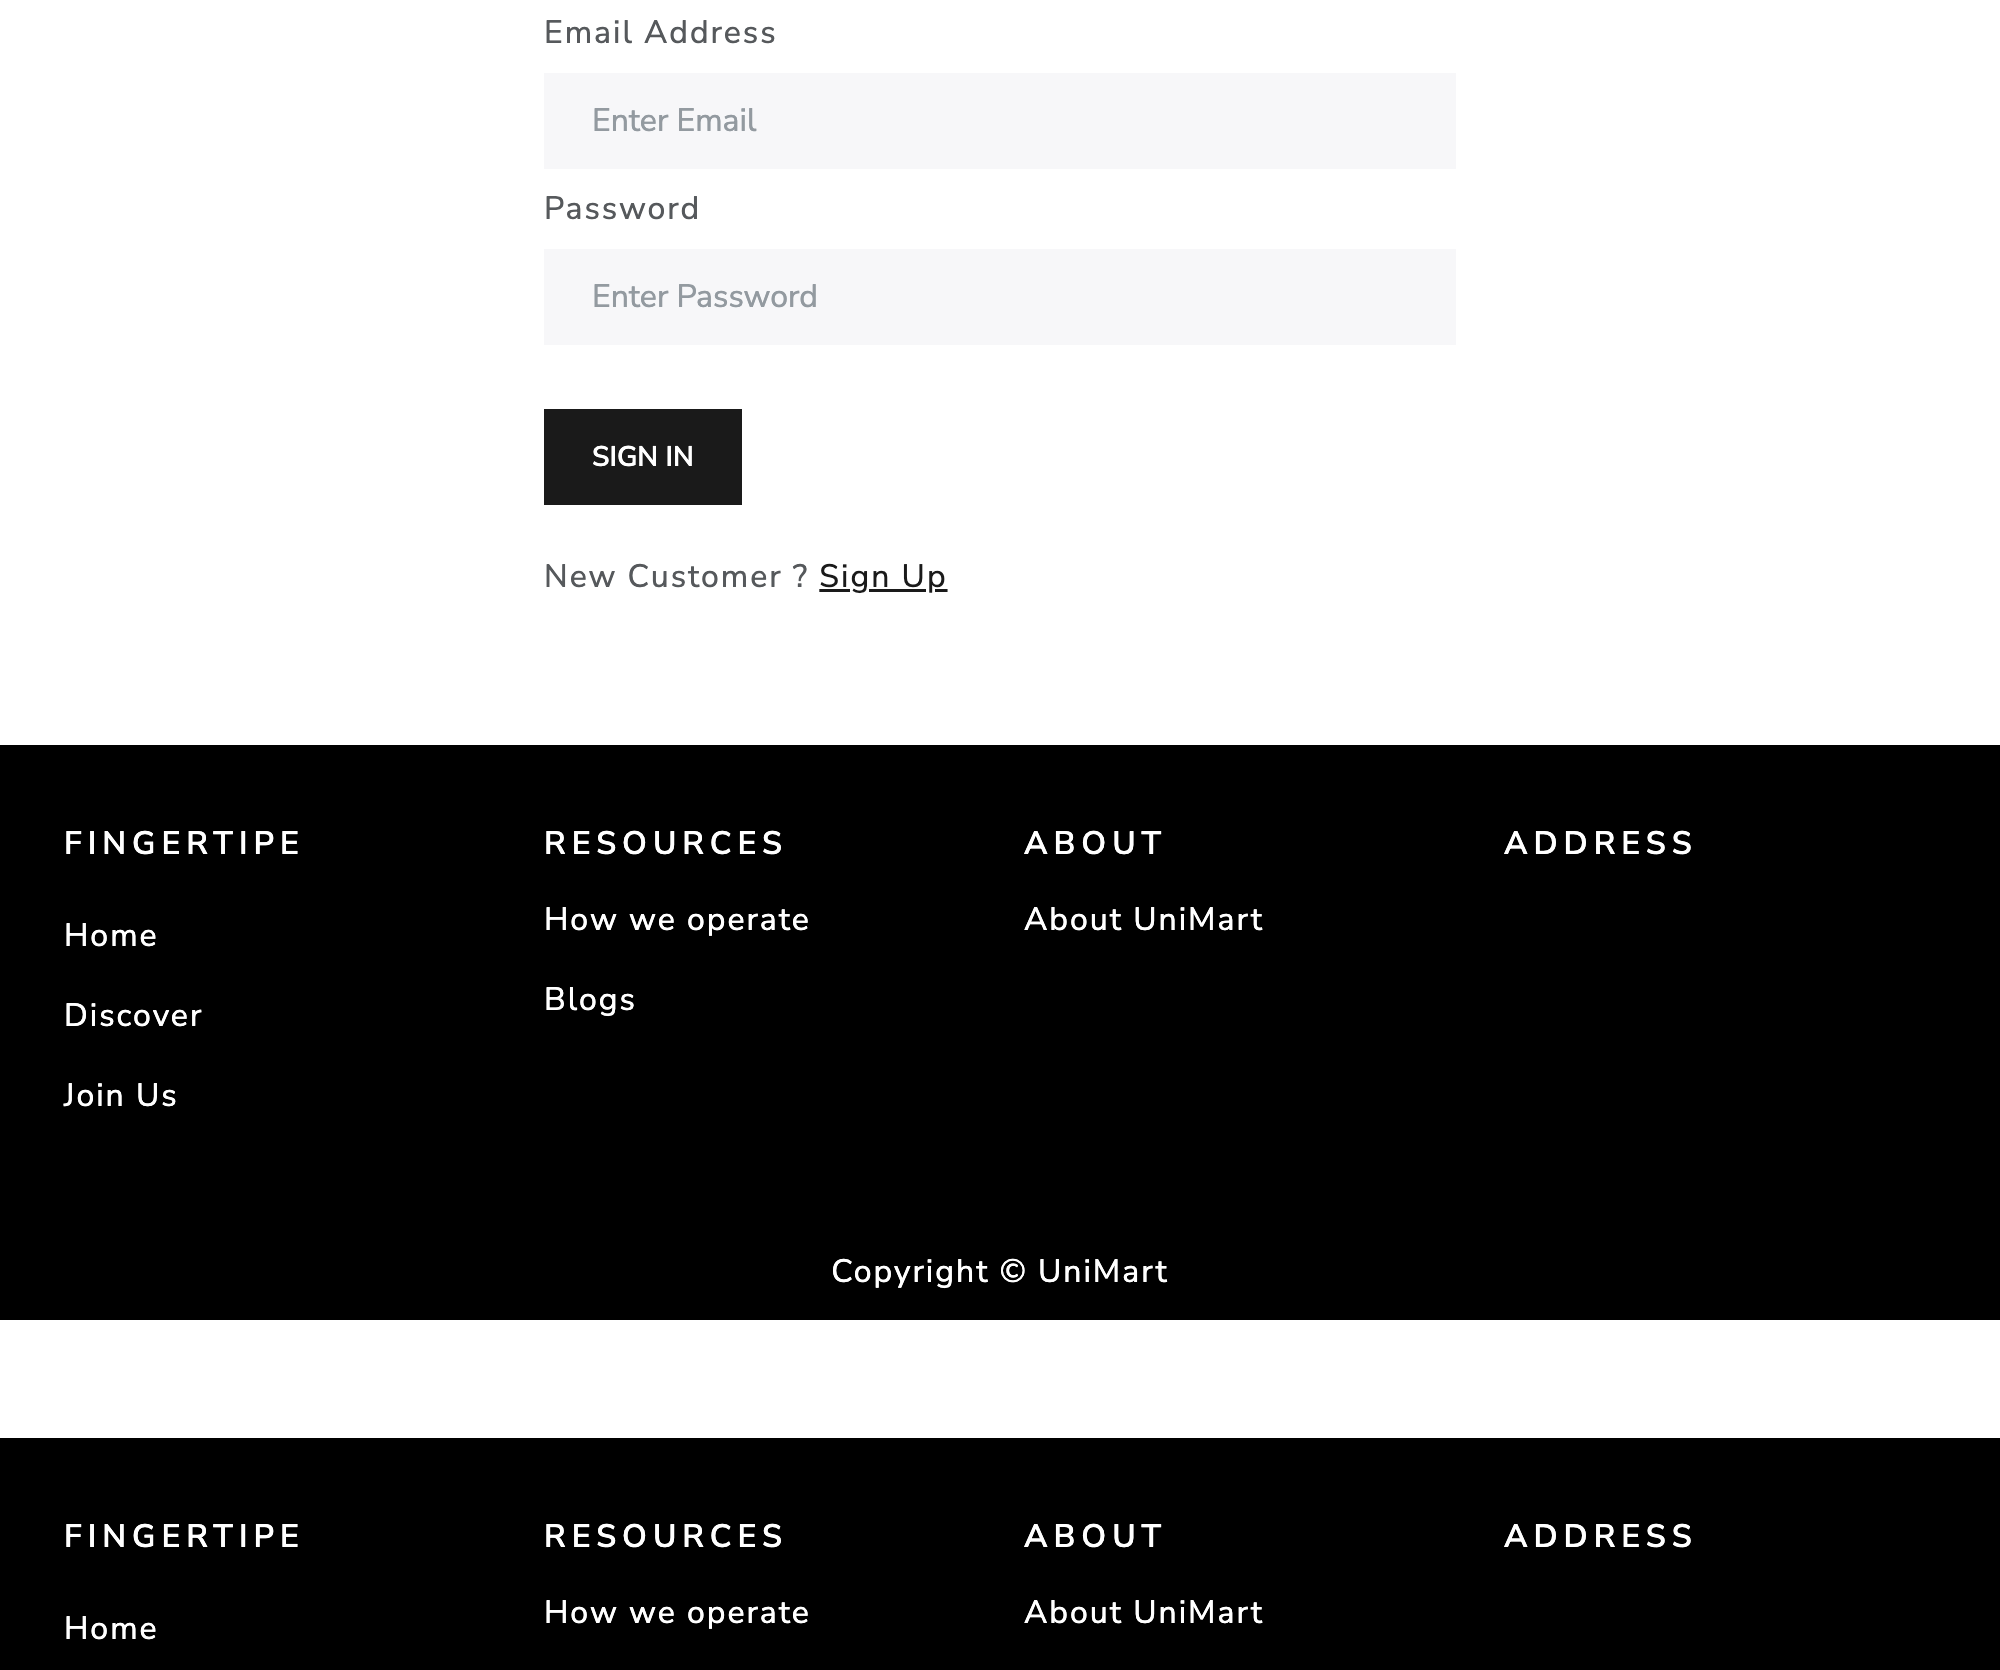 Email Address
Enter Email
Password
Enter Password
SIGN IN
New Customer ? Sign Up
FINGERTIPE
Home
Discover
Join Us
RESOURCES
How we operate
Blogs
ABOUT
About UniMart
ADDRESS
Copyright © UniMart
FINGERTIPE
Home
RESOURCES
How we operate
ABOUT
About UniMart
ADDRESS